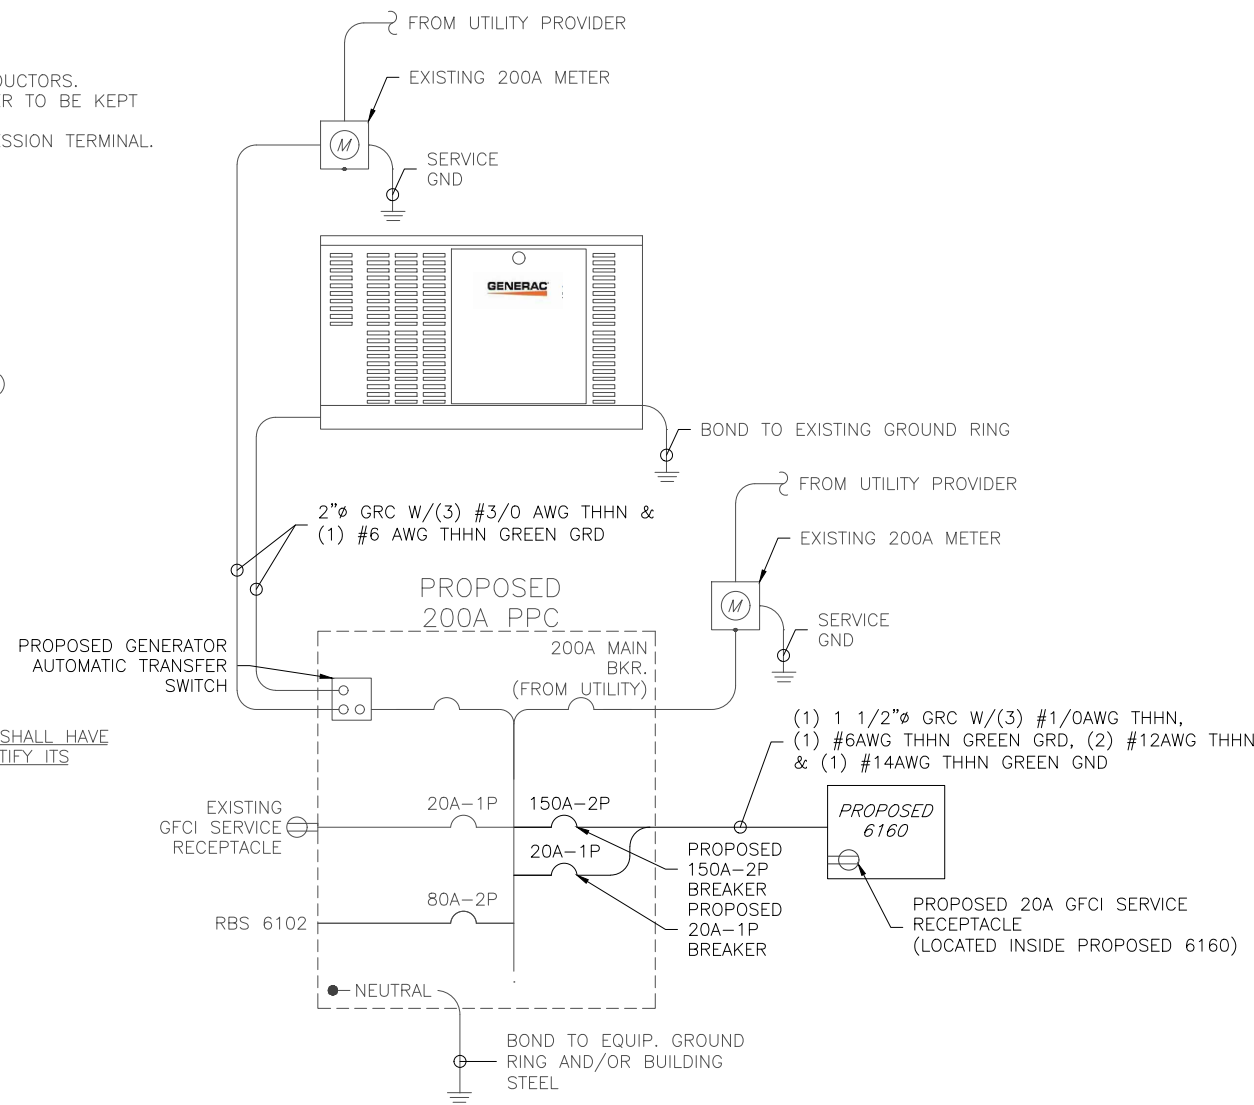 FROM UTILITY PROVIDER
DUCTORS.
R TO BE KEPT
ESSION TERMINAL.
EXISTING 200A METER
M
SERVICE
GND
GENERAC
BOND TO EXISTING GROUND RING
2"ø GRC W/(3) #3/0 AWG THHN &
(1) #6 AWG THHN GREEN GRD
FROM UTILITY PROVIDER
EXISTING 200A METER
M
SERVICE
GND
PROPOSED
200A PPC
PROPOSED GENERATOR
AUTOMATIC TRANSFER
SWITCH
200A MAIN
BKR.
(FROM UTILITY)
SHALL HAVE
TIFY ITS
(1) 1 1/2"ø GRC W/(3) #1/0AWG THHN,
(1) #6AWG THHN GREEN GRD, (2) #12AWG THHN
& (1) #14AWG THHN GREEN GND
EXISTING
GFCI SERVICE
RECEPTACLE
20A-1P
150A-2P
20A-1P
PROPOSED
150A-2P
BREAKER
PROPOSED
20A-1P
BREAKER
PROPOSED
6160
PROPOSED 20A GFCI SERVICE
RECEPTACLE
(LOCATED INSIDE PROPOSED 6160)
80A-2P
RBS 6102
NEUTRAL
BOND TO EQUIP. GROUND
RING AND/OR BUILDING
STEEL